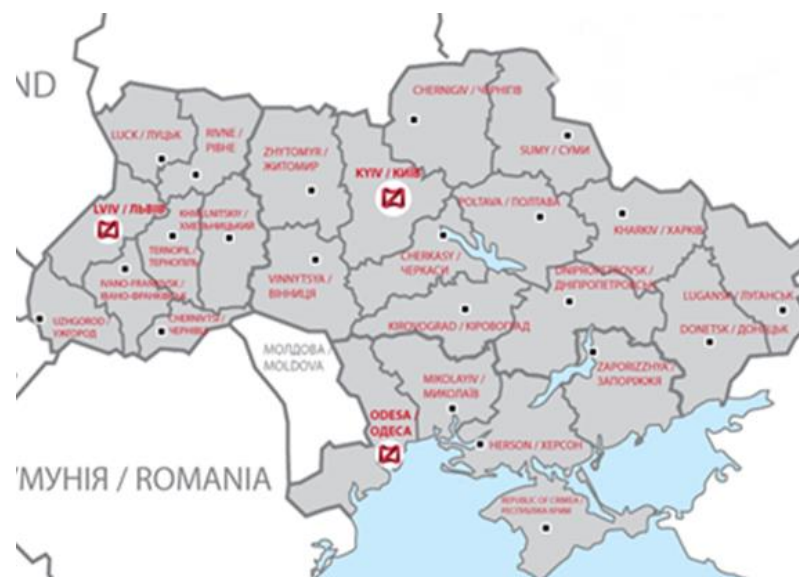 ND
CHERNIGIV / ЧЕРНІГІВ
LUCK / ЛУЦЬК
RIVNE /
РІВНЕ
ZHYTOMYR /
ЖИТОМИР
SUMY / СУМИ
KYIV / КИЇВ
POLTAVA / ПОЛТАВА
LVIV / ЛЬВІВ
KHMELNITSKIY /
ХМЕЛЬНИЦЬКИЙ
KHARKIV / ХАРКІВ
TERNOPIL /
ТЕРНОПІЛЬ
CHERKASY /
ЧЕРКАСИ
VINNYTSYA /
ВІННИЦЯ
DNIPROPETROVSK /
ДНІПРОПЕТРОВСЬК
IVANO-FRANKIVSK /
ІВАНО-ФРАНКІВСЬК
LUGANSK / ЛУГАНСЬК
UZHGOROD /
УЖГОРОД
CHERNIVTSI /
ЧЕРНІВЦІ
KIROVOGRAD / КІРОВОГРАД
DONETSK / ДОНЕЦЬК
МОЛДОВА /
MOLDOVA
ZAPORIZZHYA /
ЗАПОРІЖЖЯ
MIKOLAYIV /
МИКОЛАЇВ
ODESA /
ОДЕСА
HERSON / ХЕРСОН
МУНІЯ / ROMANIA
REPUBLIC OF CRIMEA /
РЕСПУБЛІКА КРИМ